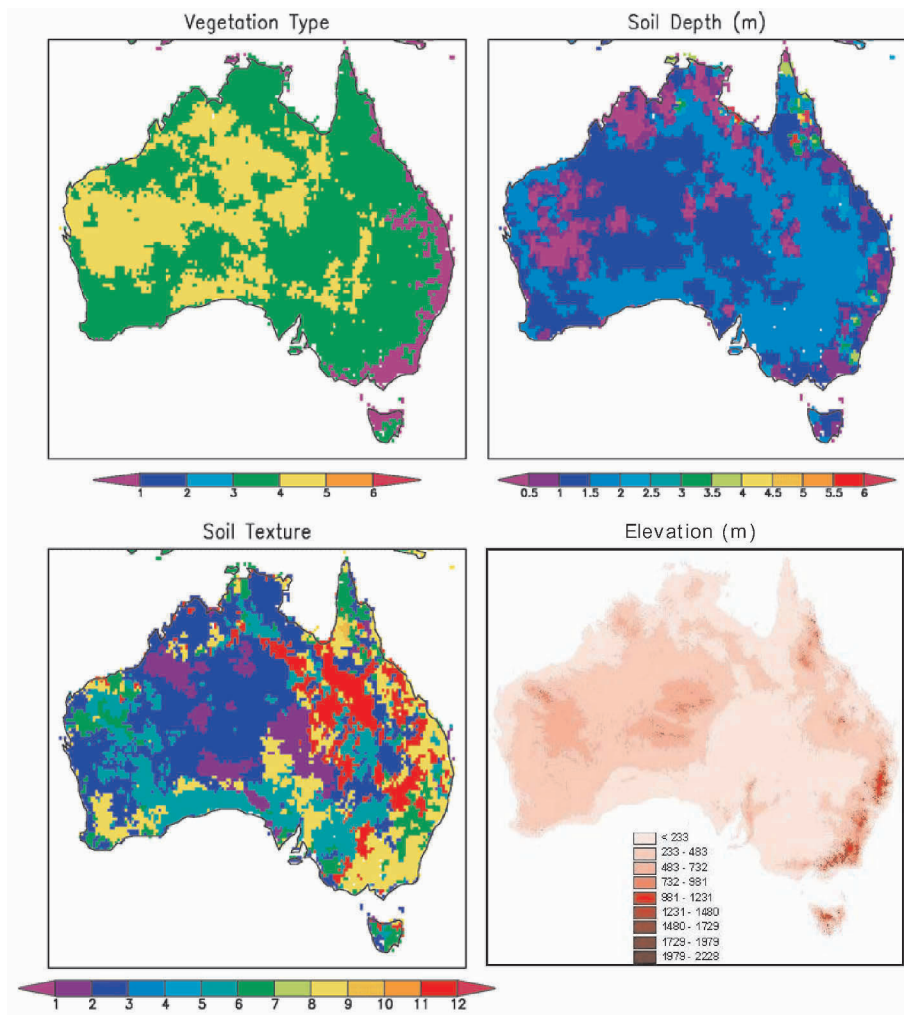 Vegetation Type
Soil Depth (m)
1 2 3 4 5 6
0.5 1 1.5 2 2.5 3 3.5 4 4.5 5 5.5 6
Soil Texture
Elevation (m)
< 233
233 - 483
483 - 732
732 - 981
981 - 1231
1231 - 1480
1480 - 1729
1729 - 1979
1979 - 2228
1 2 3 4 5 6 7 8 9 10 11 12